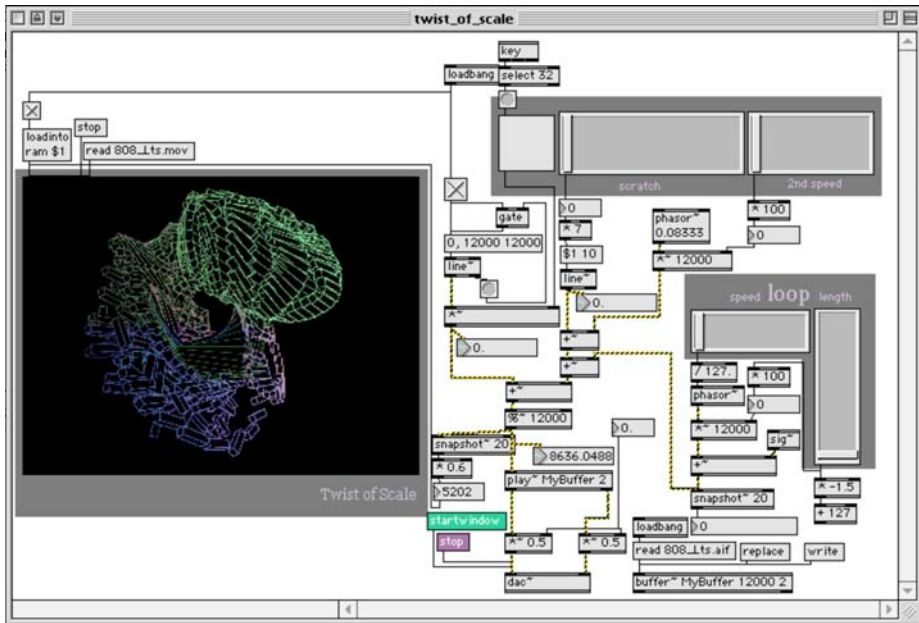 twist_of_scale
key
loadbang
select 32
stop
loadinto
ram $1
read 808_Lts.mov
scratch
2nd speed
gate
0
phasor~
0.08333
* 100
* 7
0
0, 12000 12000
$1 10
*~ 12000
line~
line~
0.
speed loop length
*~
+~
0.
+~
/ 127.
* 100
phasor~
0
+~
*~ 12000
%~ 12000
0.
sig~
snapshot~ 20
8636.0488
+~
* 0.6
play~ MyBuffer 2
* -1.5
5202
snapshot~ 20
Twist of Scale
+ 127
startwindow
loadbang
0
stop
*~ 0.5
*~ 0.5
read 808_Lts.aif
replace
write
dac~
buffer~ MyBuffer 12000 2